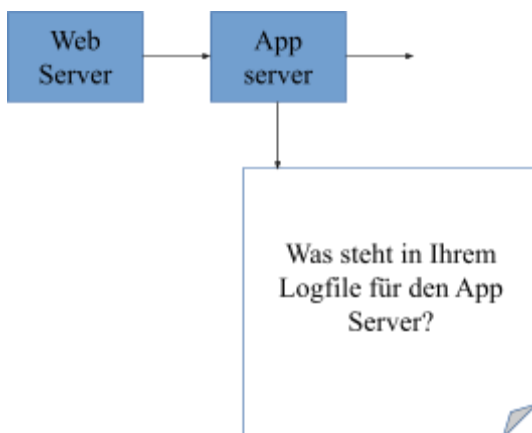 Web
Server
App
server
Was steht in Ihrem
Logfile für den App
Server?